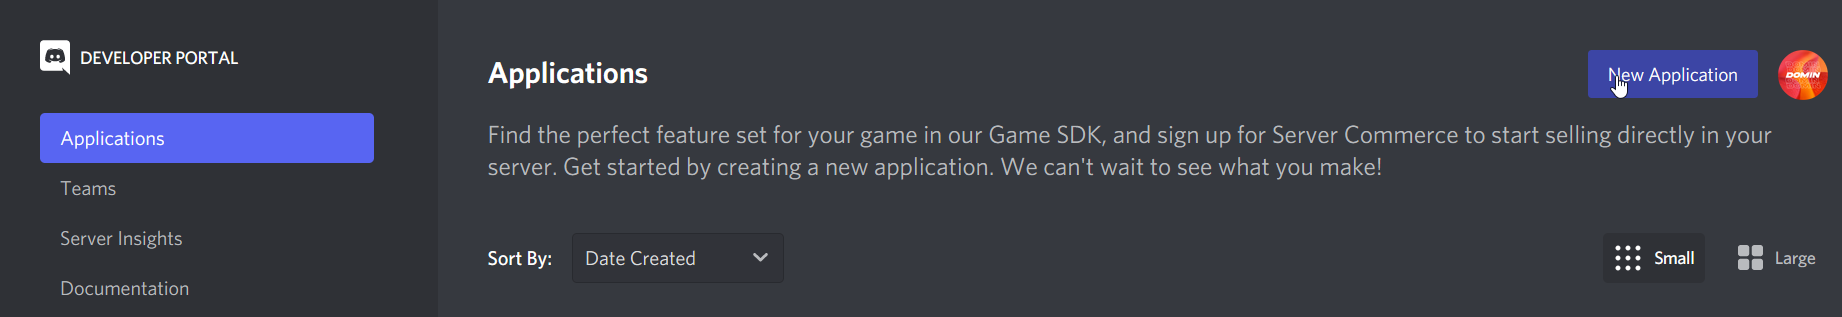 DEVELOPER PORTAL
Applications
Teams
Server Insights
Documentation
Applications
New Application
DOMIN
Find the perfect feature set for your game in our Game SDK, and sign up for Server Commerce to start selling directly in your
server. Get started by creating a new application. We can't wait to see what you make!
Sort By:
Date Created
Small
Large